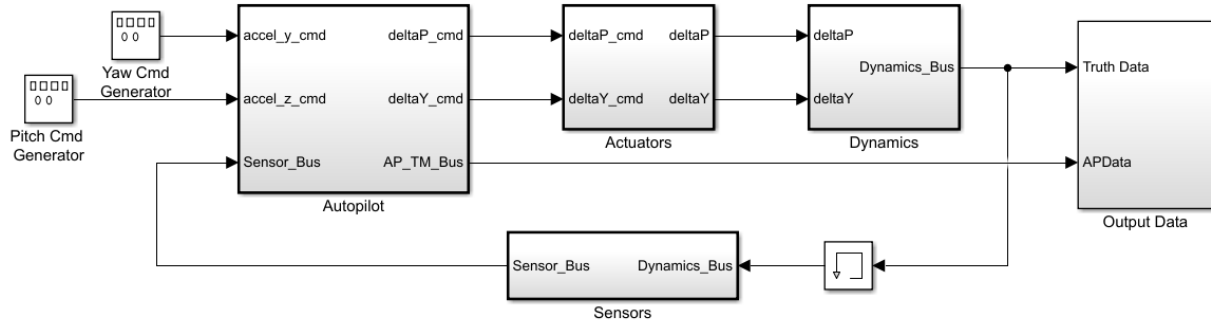 accel_y_cmd
deltaP_cmd
deltaP_cmd
deltaP
deltaP
Dynamics_Bus
Truth Data
Yaw Cmd
Generator
accel_z_cmd
deltaY_cmd
deltaY_cmd
deltaY
deltaY
Pitch Cmd
Generator
Actuators
Dynamics
Sensor_Bus
AP_TM_Bus
APData
Autopilot
Output Data
Sensor_Bus
Dynamics_Bus
Sensors